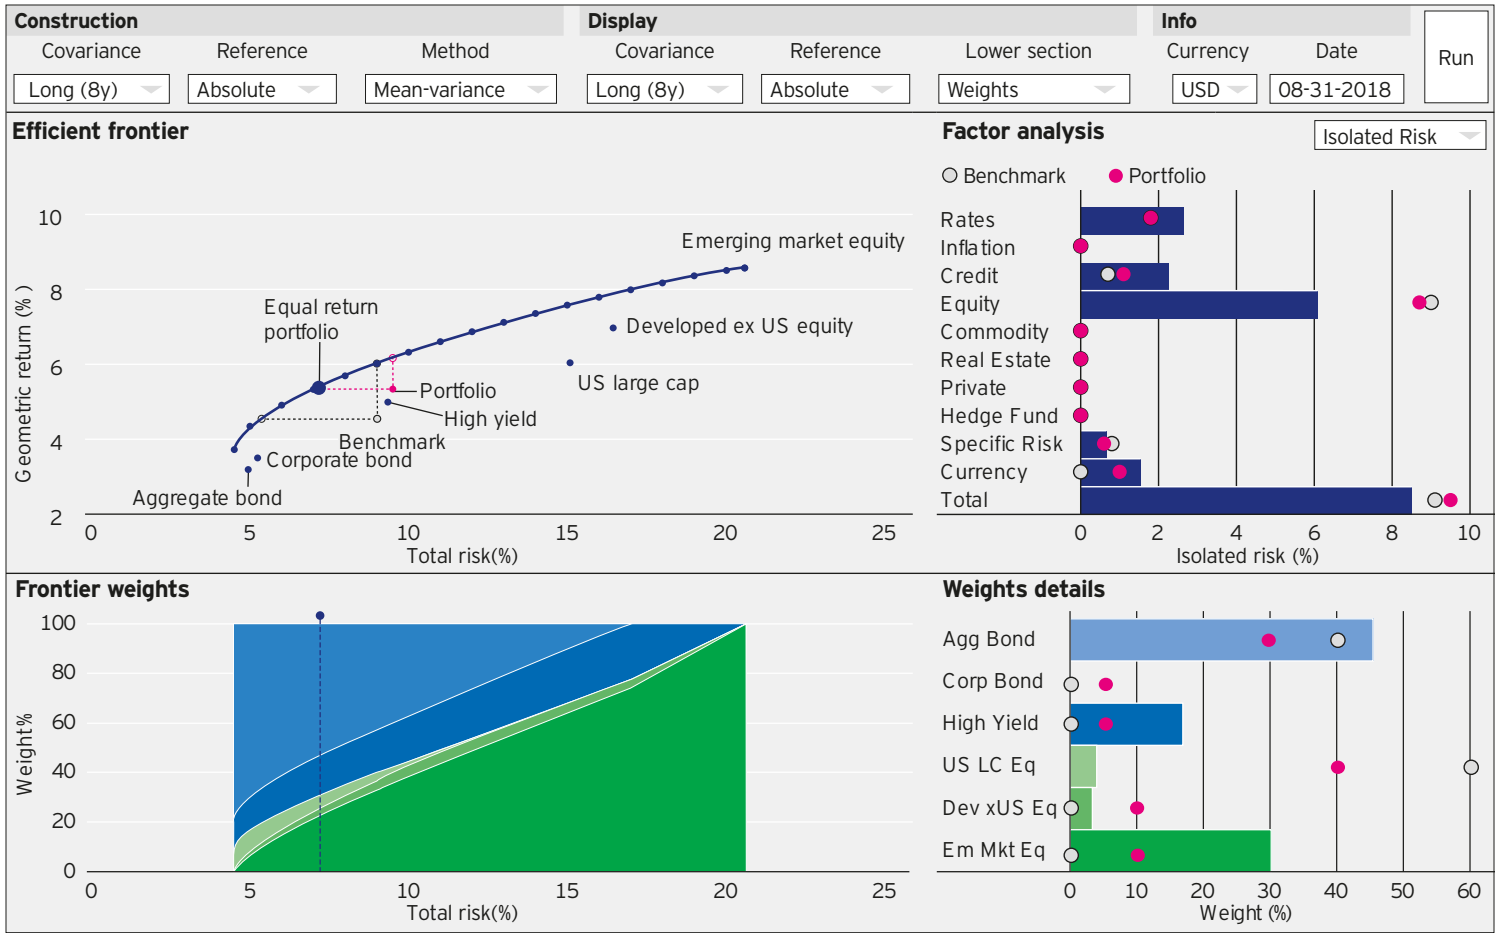 Construction
Display
Info
Covariance
Reference
Method
Covariance
Reference
Lower section
Currency
Date
Run
Long (8y)
Absolute
Mean-variance
Long (8y)
Absolute
Weights
USD
08-31-2018
Efficient frontier
10
8
6
4
2
Geometric return (%)
Emerging market equity
Equal return
portfolio
Developed ex US equity
US large cap
Portfolio
High yield
Benchmark
Corporate bond
Aggregate bond
0
5
10
15
20
25
Total risk(%)
Factor analysis
Isolated Risk
Benchmark
Portfolio
Rates
Inflation
Credit
Equity
Commodity
Real Estate
Private
Hedge Fund
Specific Risk
Currency
Total
0
2
4
6
8
10
Isolated risk (%)
Frontier weights
100
80
60
40
20
0
Weight%
0
5
10
15
20
25
Total risk(%)
Weights details
Agg Bond
Corp Bond
High Yield
US LC Eq
Dev xUS Eq
Em Mkt Eq
0
10
20
30
40
50
60
Weight (%)